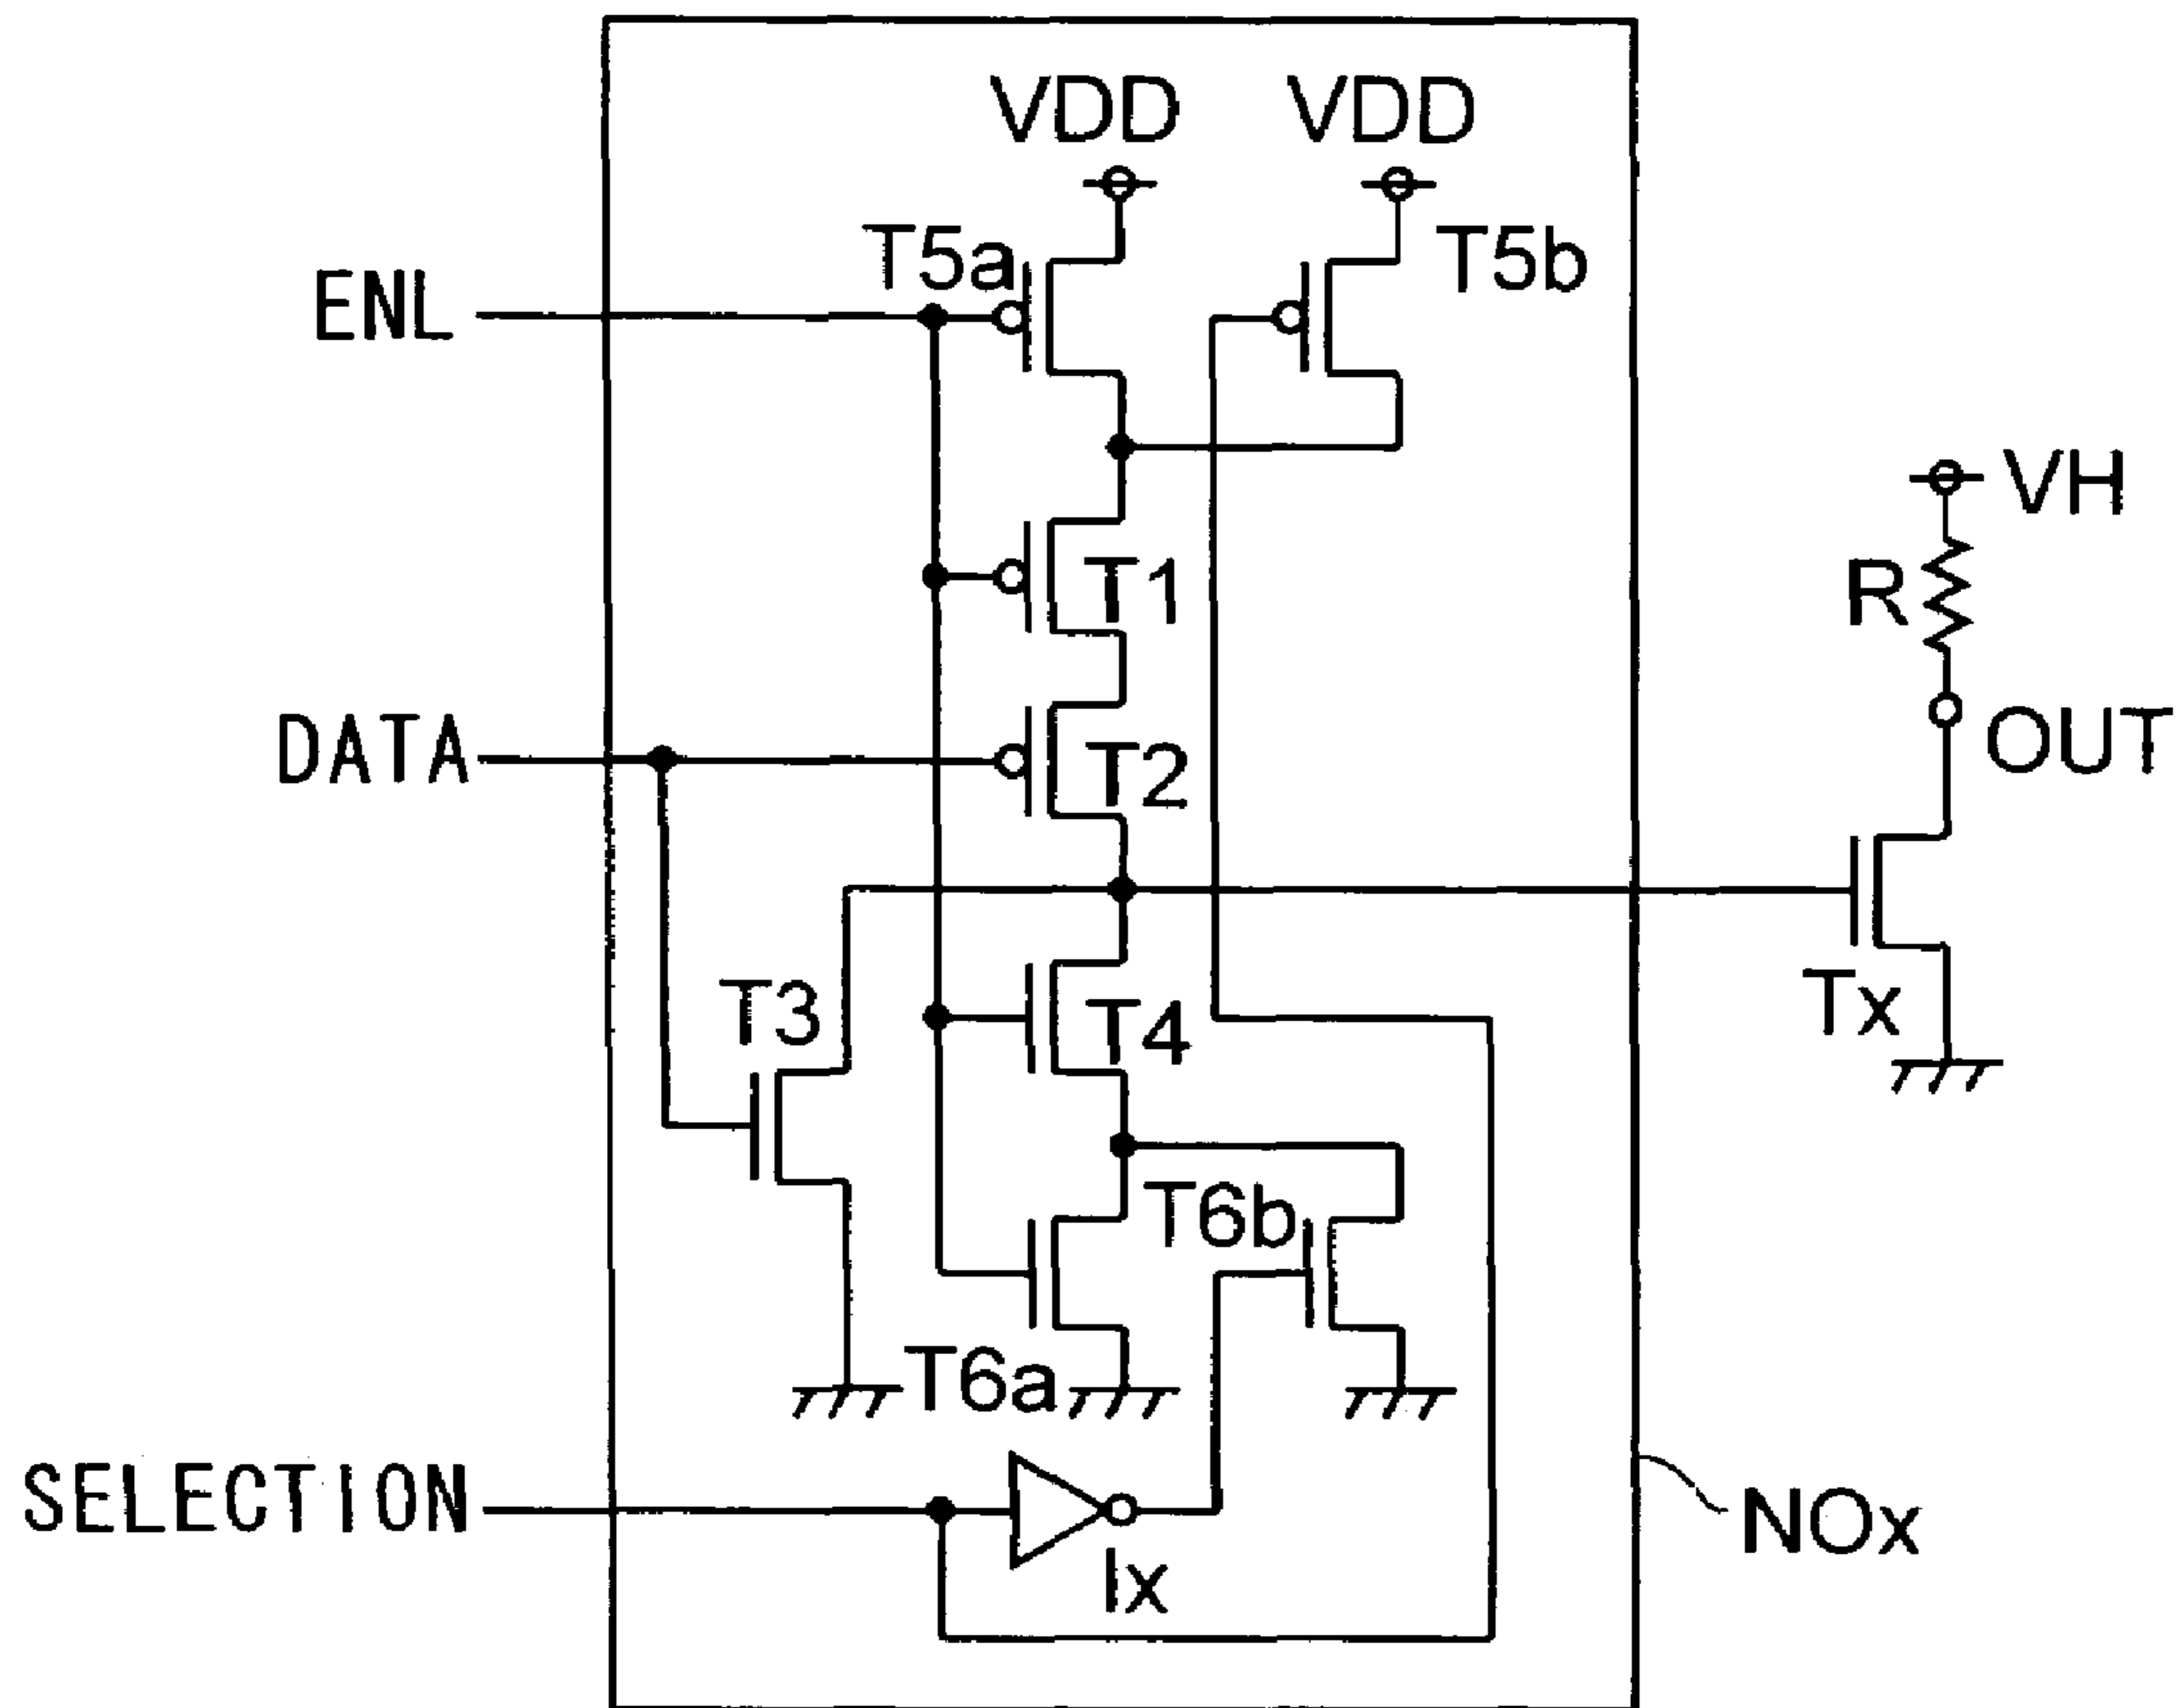 VDD VDD
T5a T5b
ENL
VH
T1
R
DATA
T2
OUT
T3
T4
Tx
T6b
T6a
SELECTION
NOx
Ix